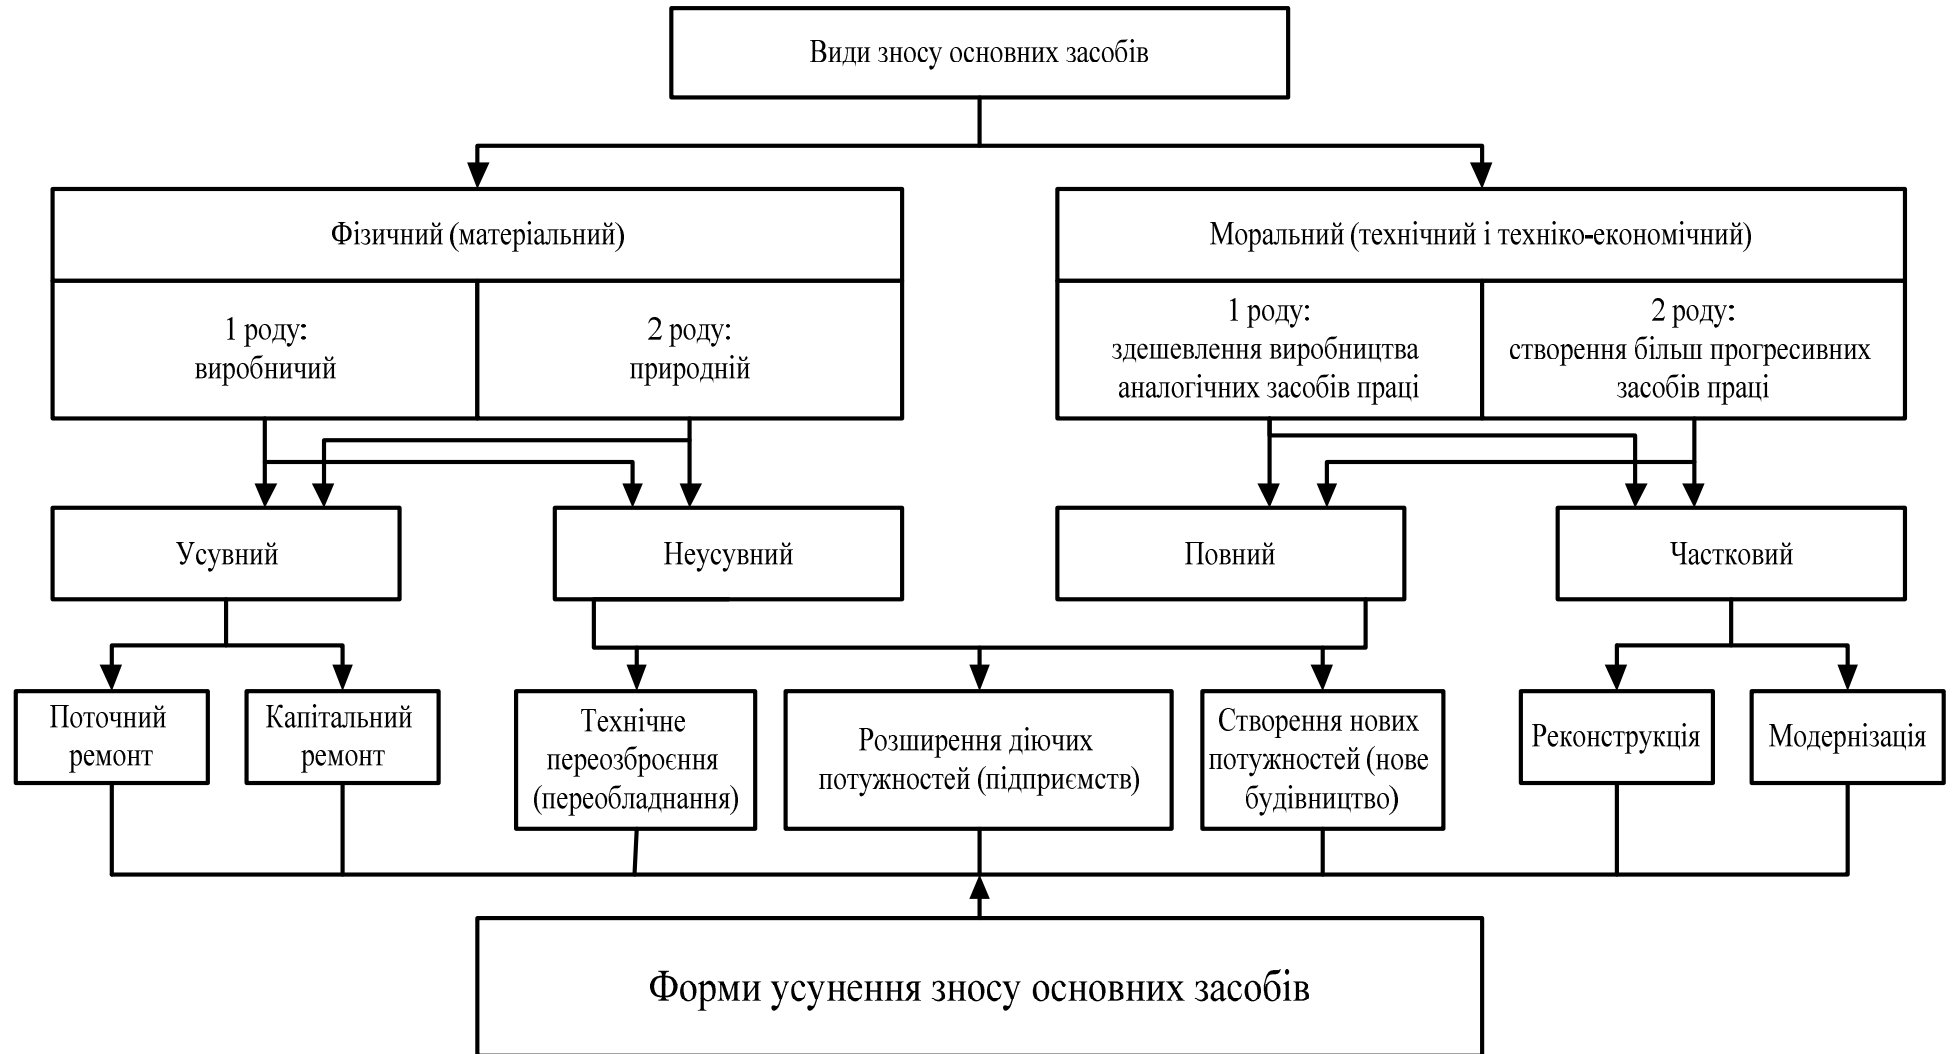 Види зносу основних засобів
Фізичний (матеріальний)
Моральний (технічний і техніко-економічний)
1 роду:
виробничий
2 роду:
природній
1 роду:
здешевлення виробництва
аналогічних засобів праці
2 роду:
створення більш прогресивних
засобів праці
Усувний
Неусувний
Повний
Частковий
Поточний
ремонт
Капітальний
ремонт
Технічне
переозброєння
(переобладнання)
Розширення діючих
потужностей (підприємств)
Створення нових
потужностей (нове
будівництво)
Реконструкція
Модернізація
Форми усунення зносу основних засобів